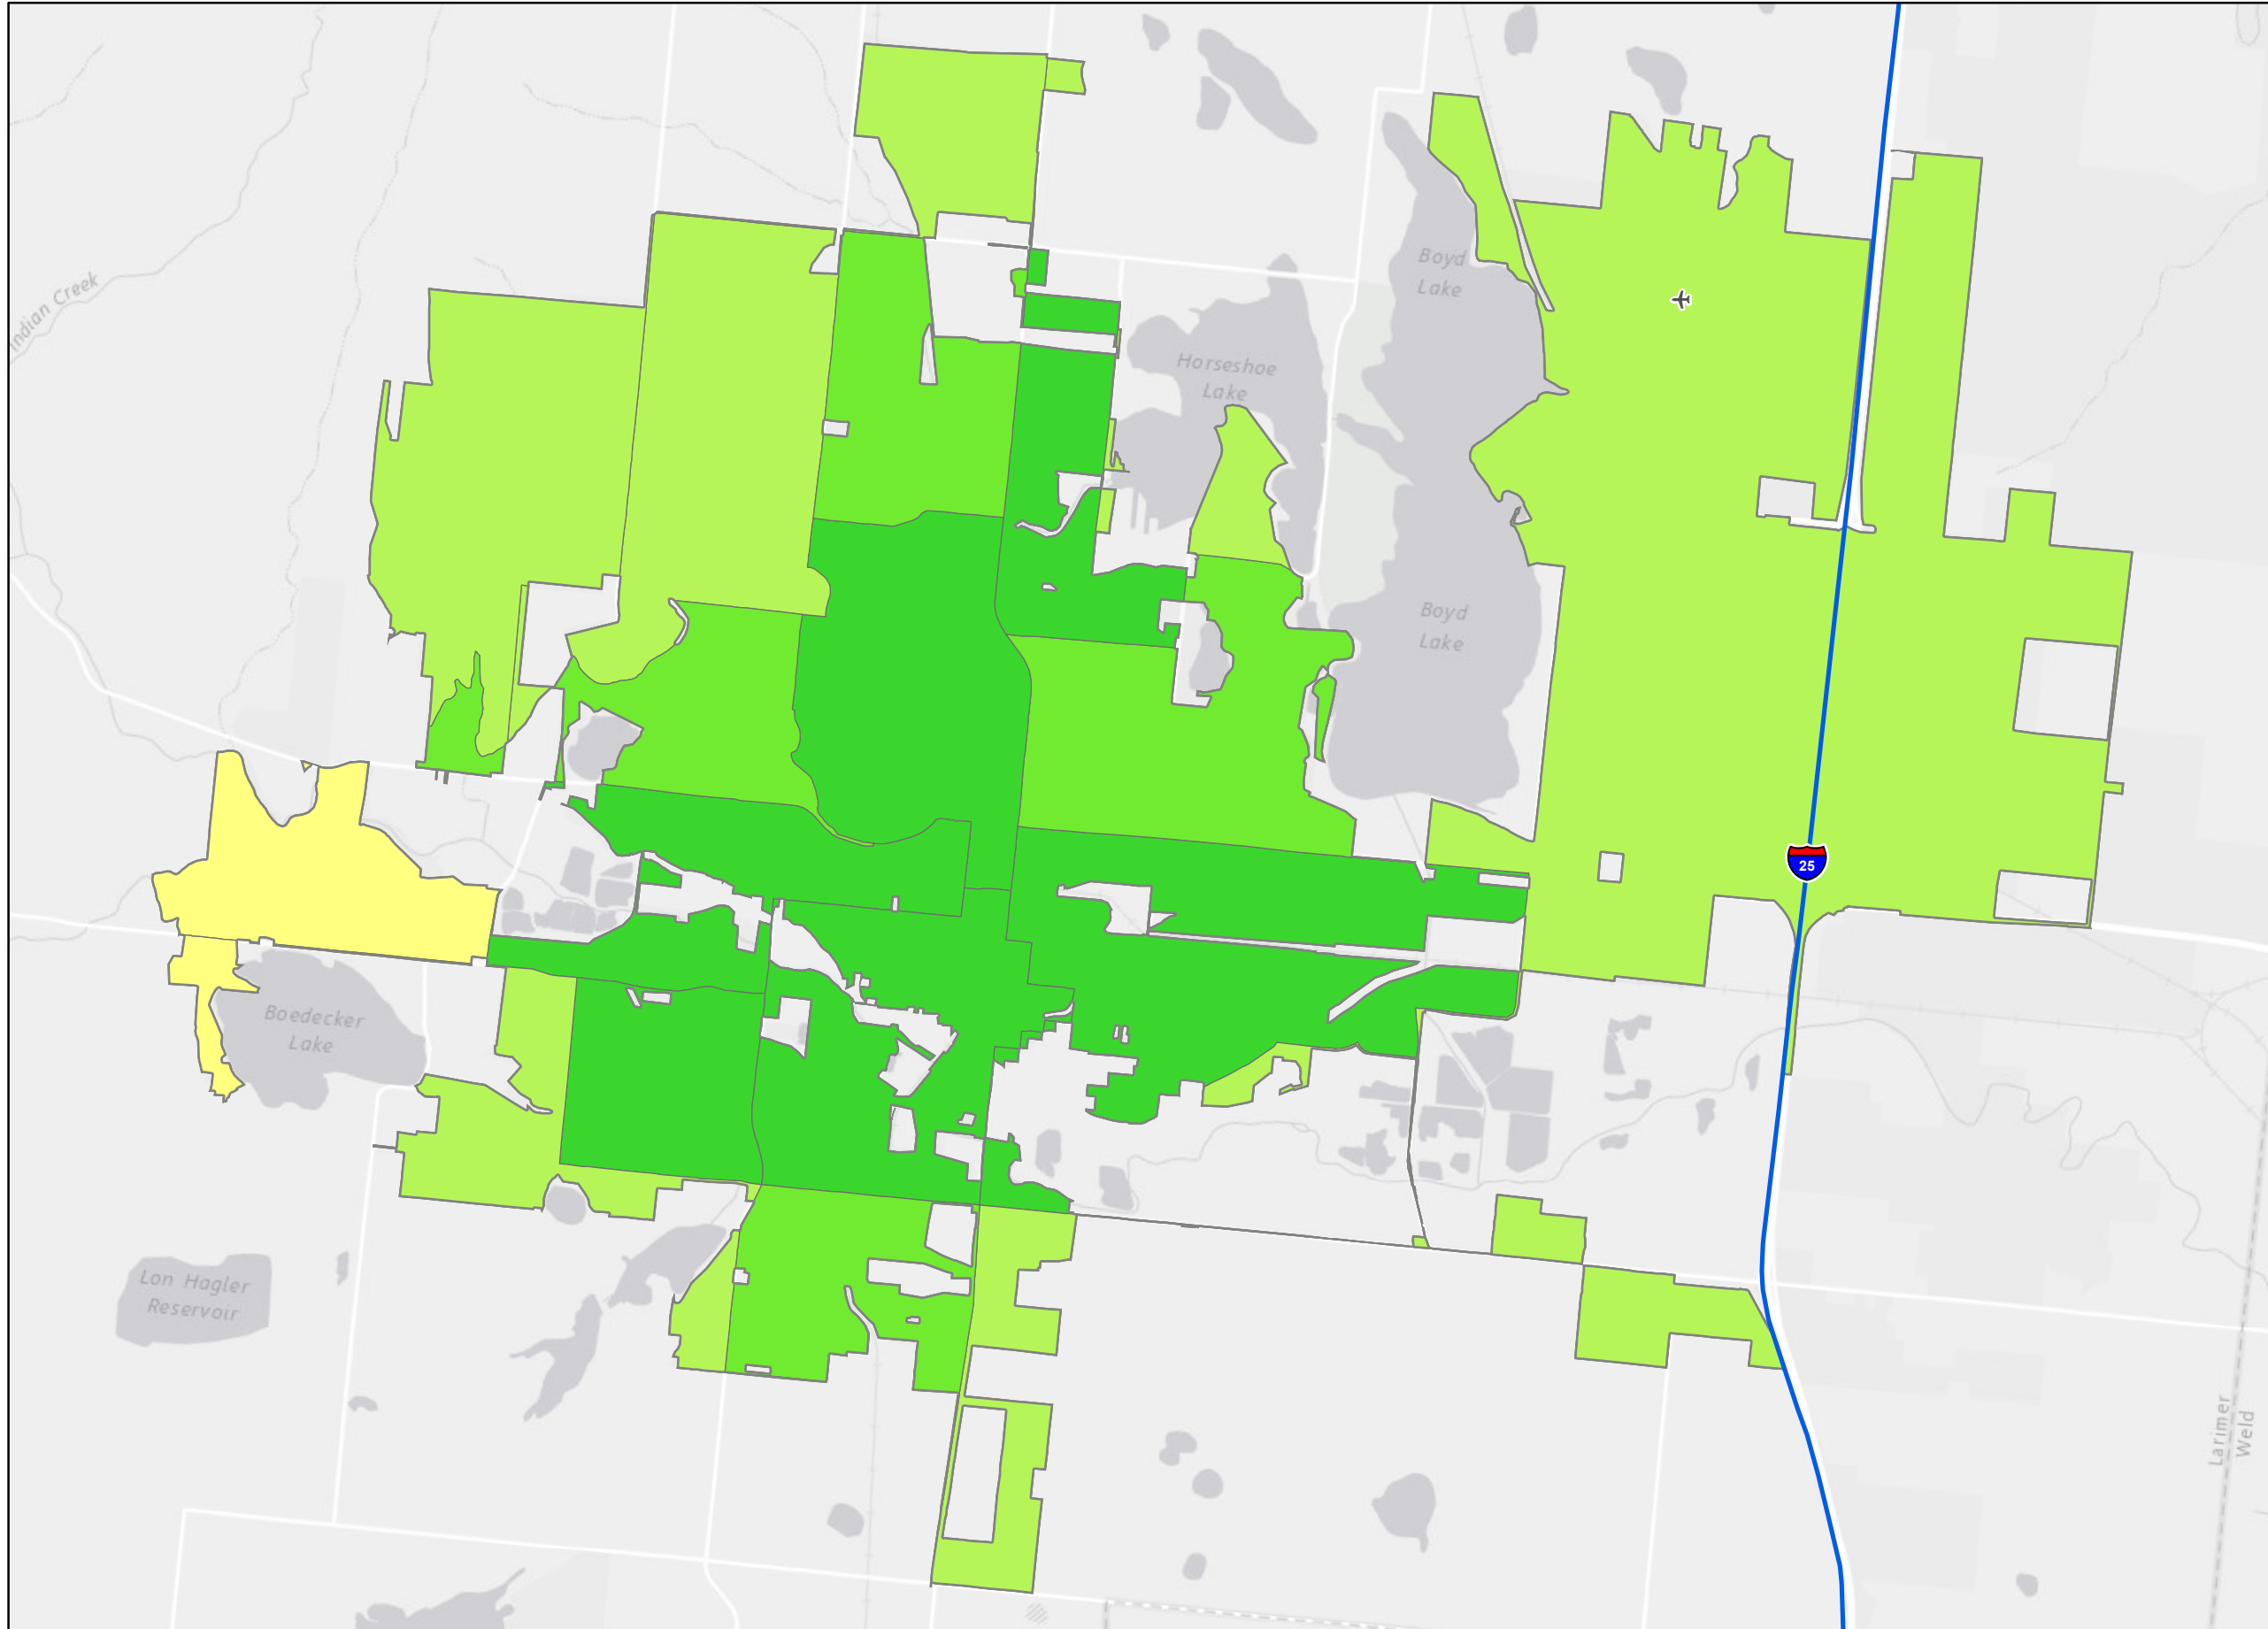 Indian Creek
Boyd
Lake
Horseshoe
Lake
Boyd
Lake
25
Boedecker
Lake
Lon Hagler
Reservoir
Larimer
Weld